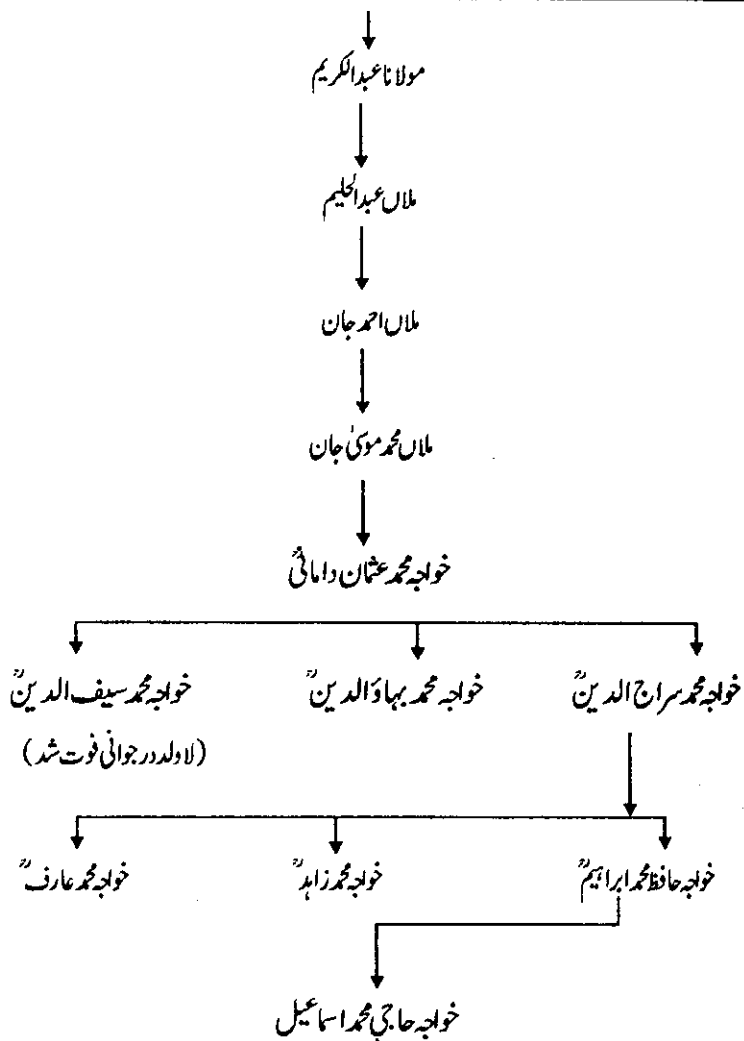 مولانا عبدالکریم
ملاں عبدالحلیم
ملاں احمد جان
ملاں محمد موسیٰ جان
خواجہ محمد عثمان دامانیؒ
خواجہ محمد سراج الدینؒ خواجہ محمد بہاؤالدینؒ خواجہ محمد سیف الدینؒ
(لاولد در جوانی فوت شد)
خواجہ حافظ محمد ابراہیمؒ خواجہ محمد زاہدؒ خواجہ محمد عارفؒ
خواجہ حاجی محمد اسماعیل